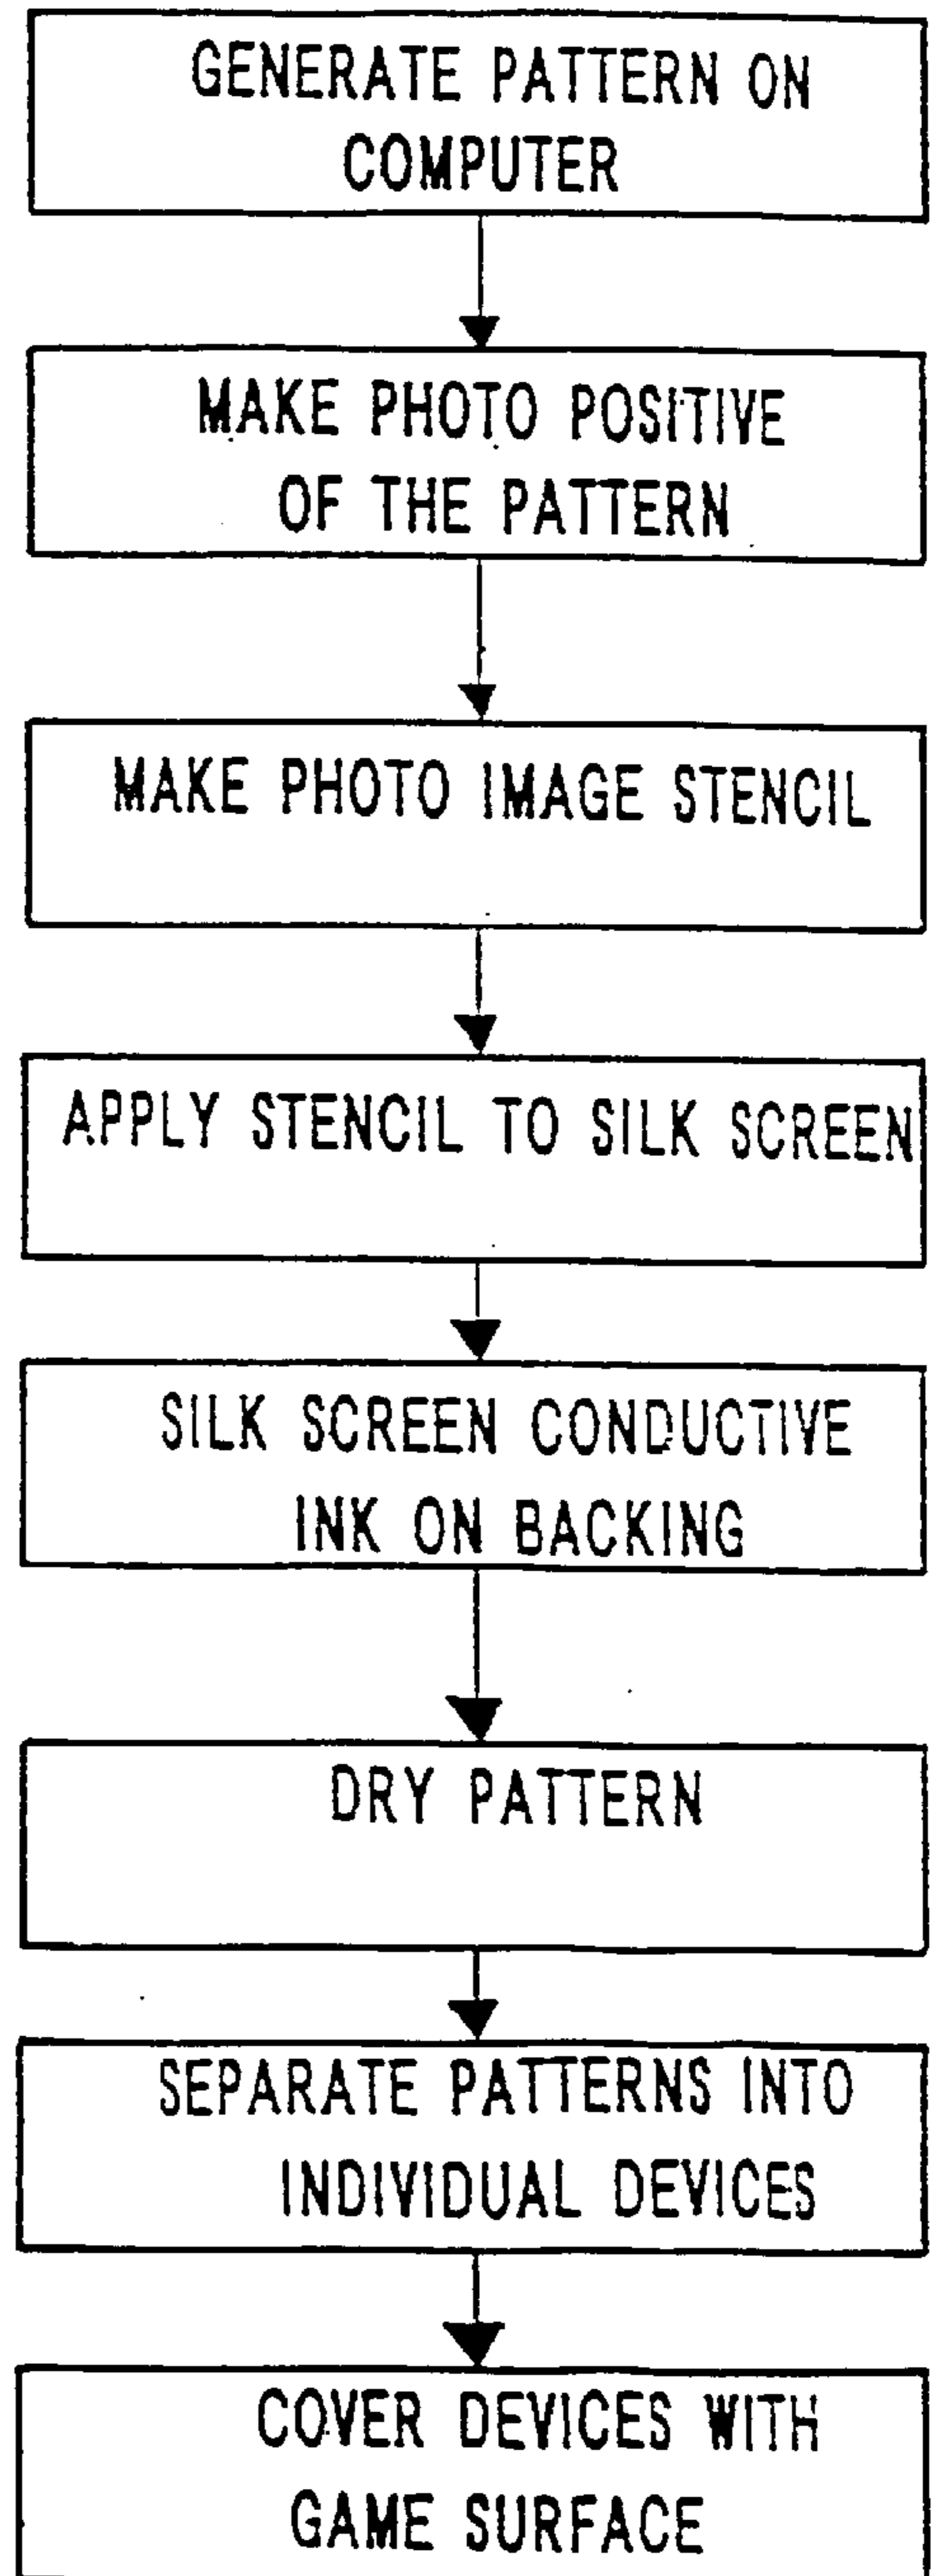 GENERATE PATTERN ON
COMPUTER
MAKE PHOTO POSITIVE
OF THE PATTERN
MAKE PHOTO IMAGE STENCIL
APPLY STENCIL TO SILK SCREEN
SILK SCREEN CONDUCTIVE
INK ON BACKING
DRY PATTERN
SEPARATE PATTERNS INTO
INDIVIDUAL DEVICES
COVER DEVICES WITH
GAME SURFACE